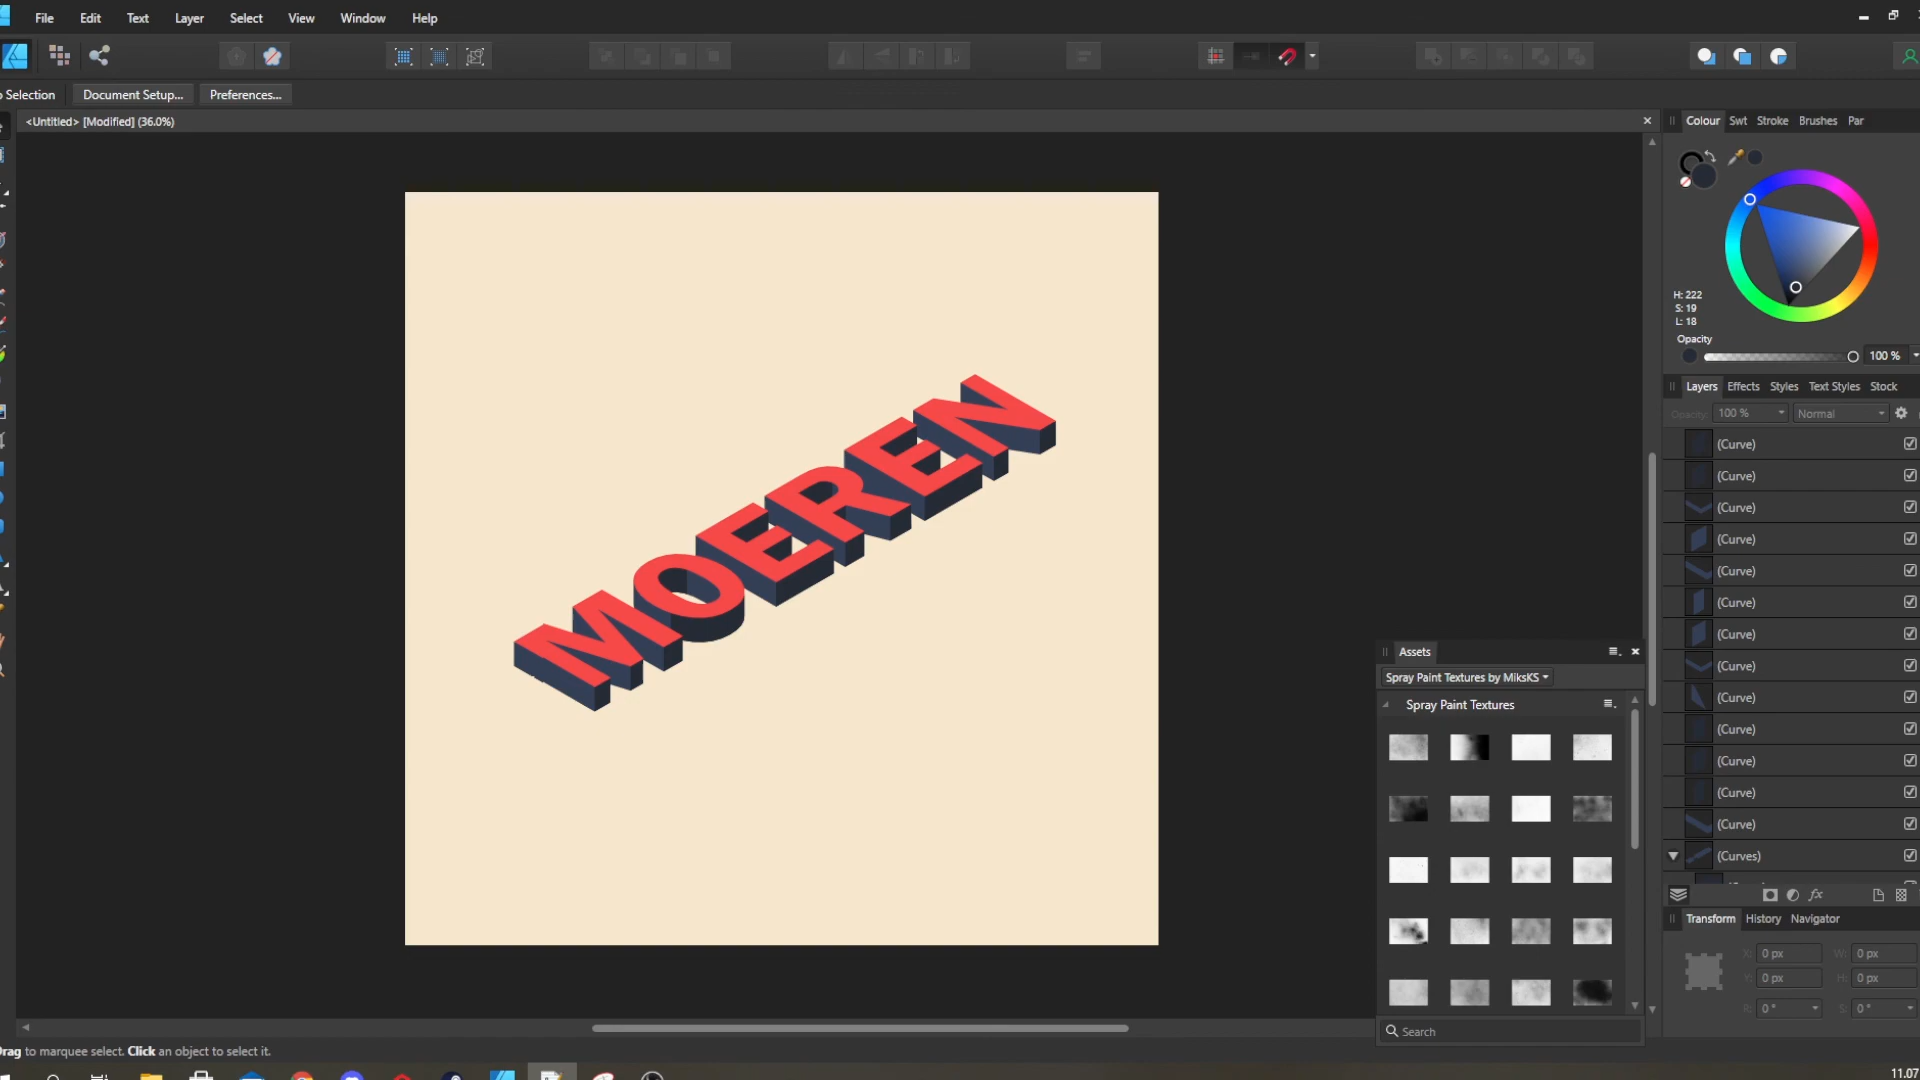 File Edit Text Layer Select View Window Help
Selection Document Setup... Preferences...
<Untitled> [Modified] (36.0%)
Colour Swt Stroke Brushes Par
H: 222
S: 19
L: 18
Opacity
100 %
Layers Effects Styles Text Styles Stock
Opacity: 100 % Normal
(Curve)
(Curve)
(Curve)
(Curve)
(Curve)
(Curve)
(Curve)
(Curve)
(Curve)
(Curve)
(Curve)
(Curve)
(Curve)
(Curves)
MOEREN
Assets
Spray Paint Textures by MiksKS
Spray Paint Textures
Search
fx
Transform History Navigator
X: 0 px W: 0 px
Y: 0 px H: 0 px
R: 0 ° S: 0 °
Drag to marquee select. Click an object to select it.
11.07